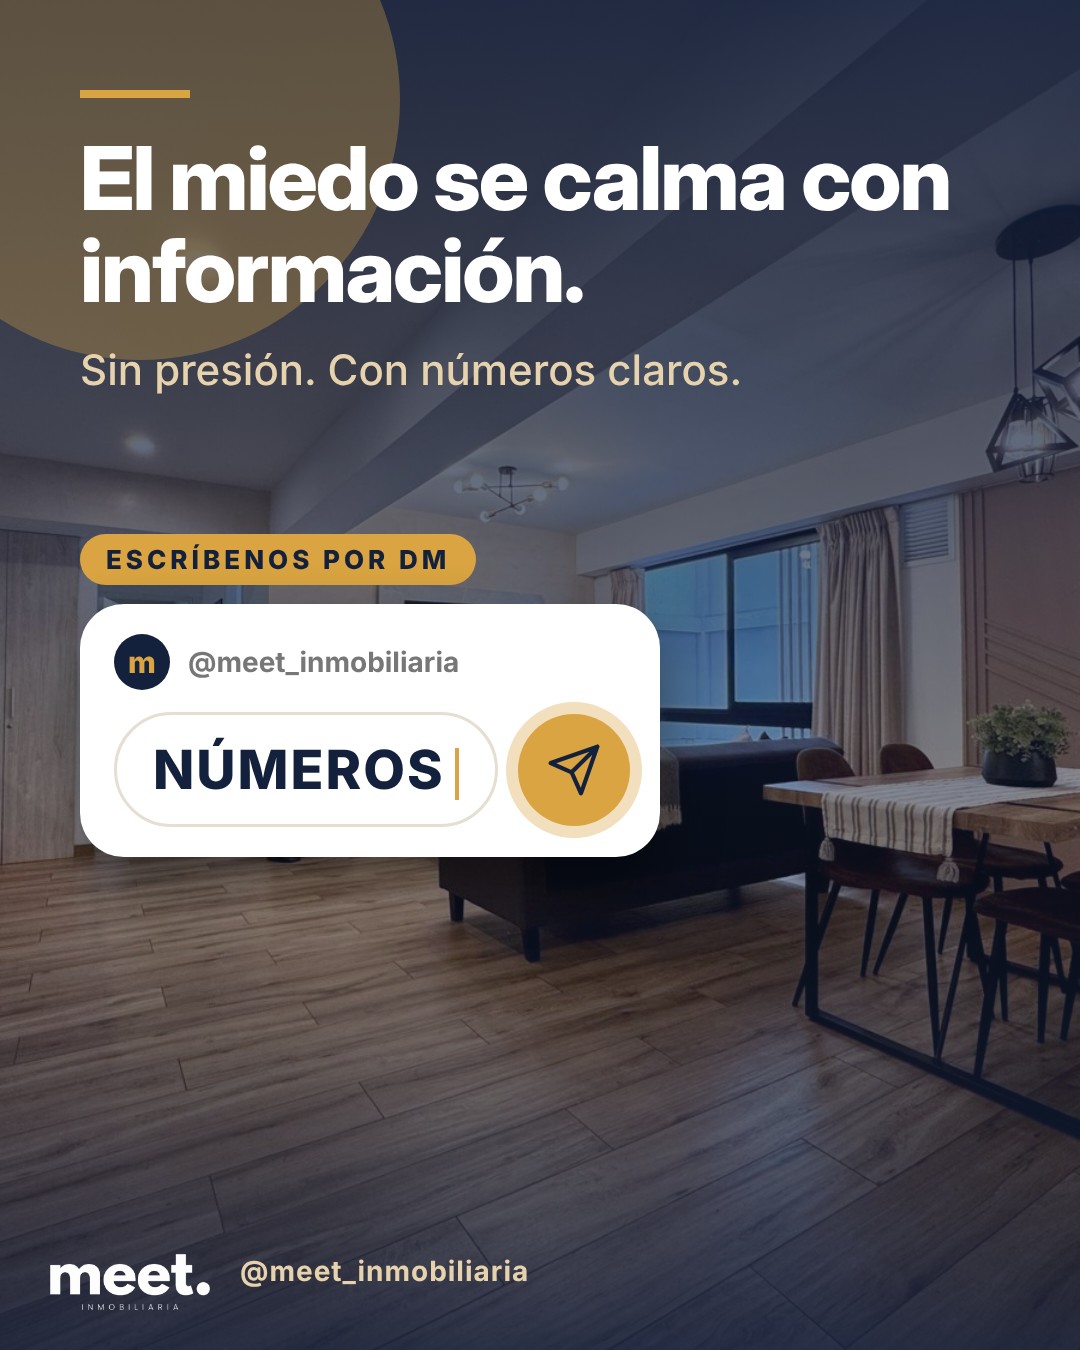 El miedo se calma con
información.
Sin presión. Con números claros.
ESCRÍBENOS POR DM
m
@meet_inmobiliaria
NÚMEROS
meet.
INMOBILIARIA
@meet_inmobiliaria